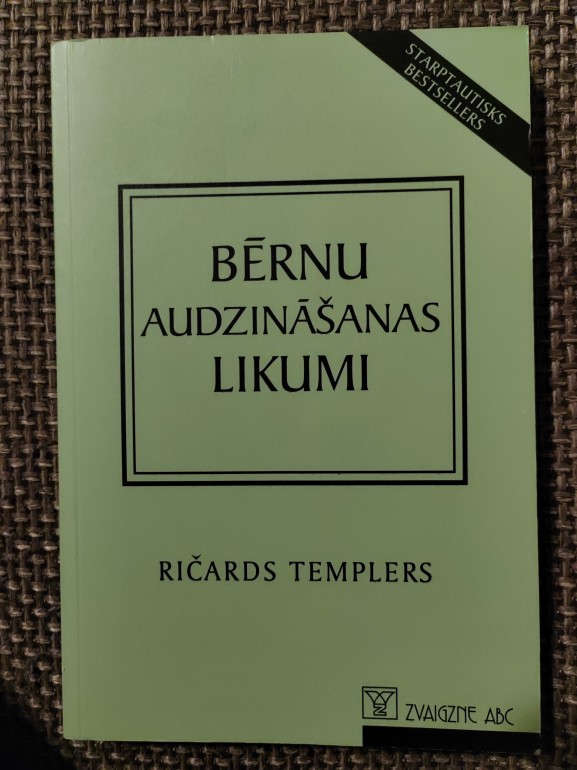 STARPTAUTISKS
BESTSELLERS
BĒRNU
AUDZINĀŠANAS
LIKUMI
RIČARDS TEMPLERS
ZVAIGZNE ABC